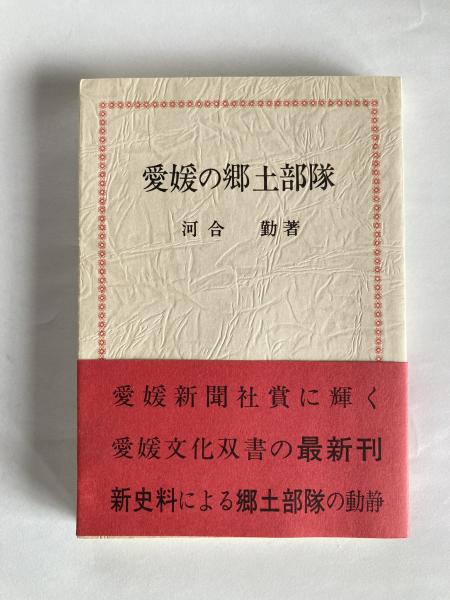 愛媛の郷土部隊
河合 勤著
愛媛新聞社賞に輝く
愛媛文化双書の最新刊
新史料による郷土部隊の動静